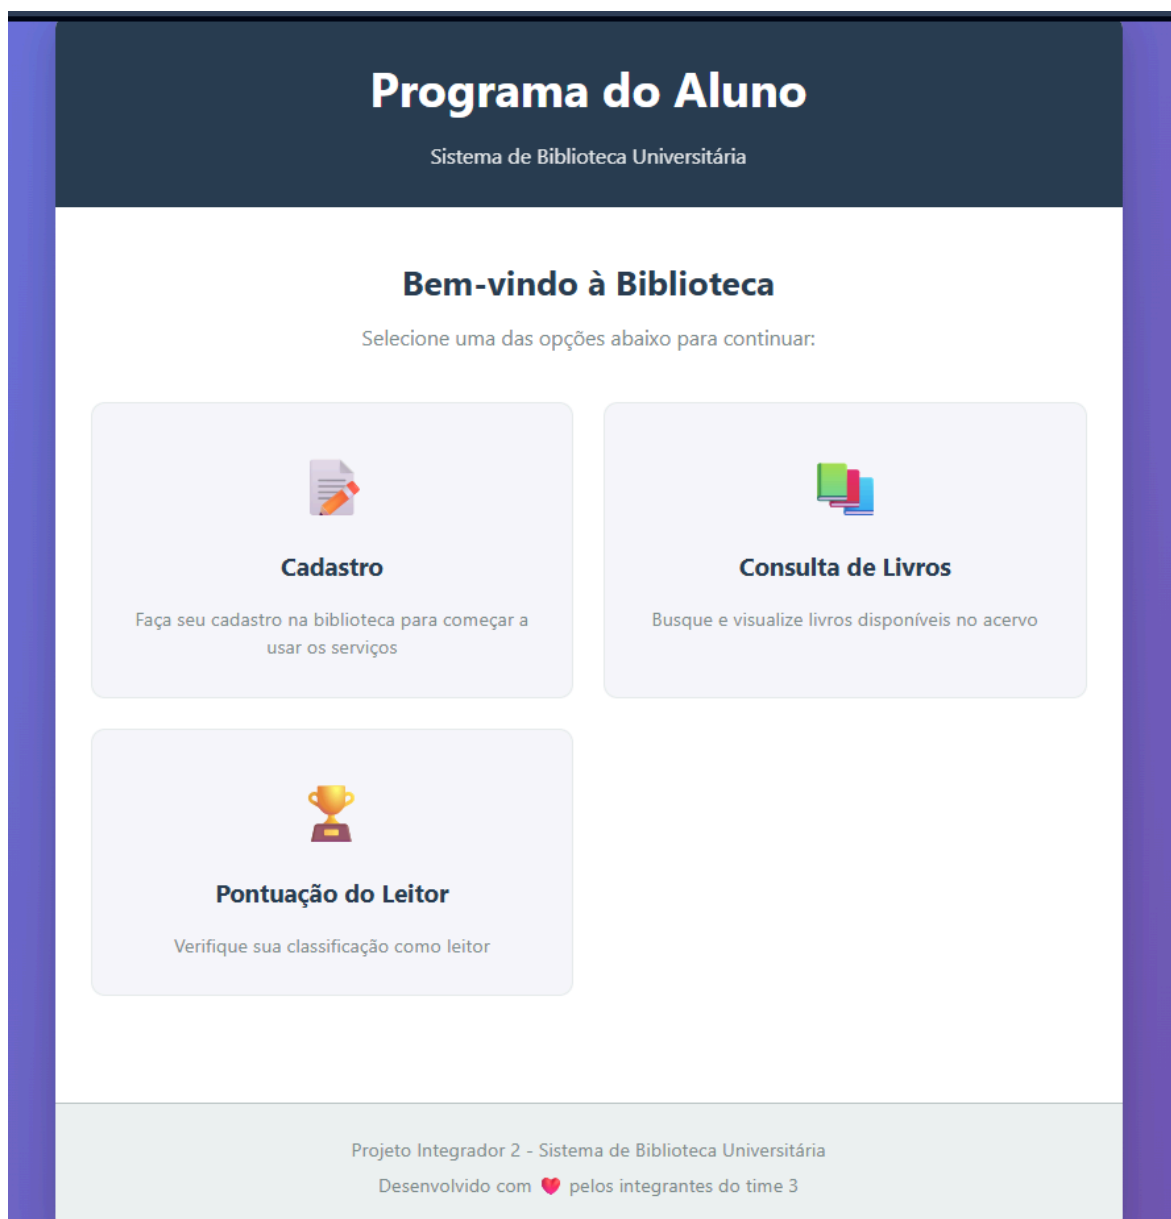 Programa do Aluno
Sistema de Biblioteca Universitária
Bem-vindo à Biblioteca
Selecione uma das opções abaixo para continuar:
Cadastro
Faça seu cadastro na biblioteca para começar a
usar os serviços
Consulta de Livros
Busque e visualize livros disponíveis no acervo
Pontuação do Leitor
Verifique sua classificação como leitor
Projeto Integrador 2 - Sistema de Biblioteca Universitária
Desenvolvido com ❤️ pelos integrantes do time 3